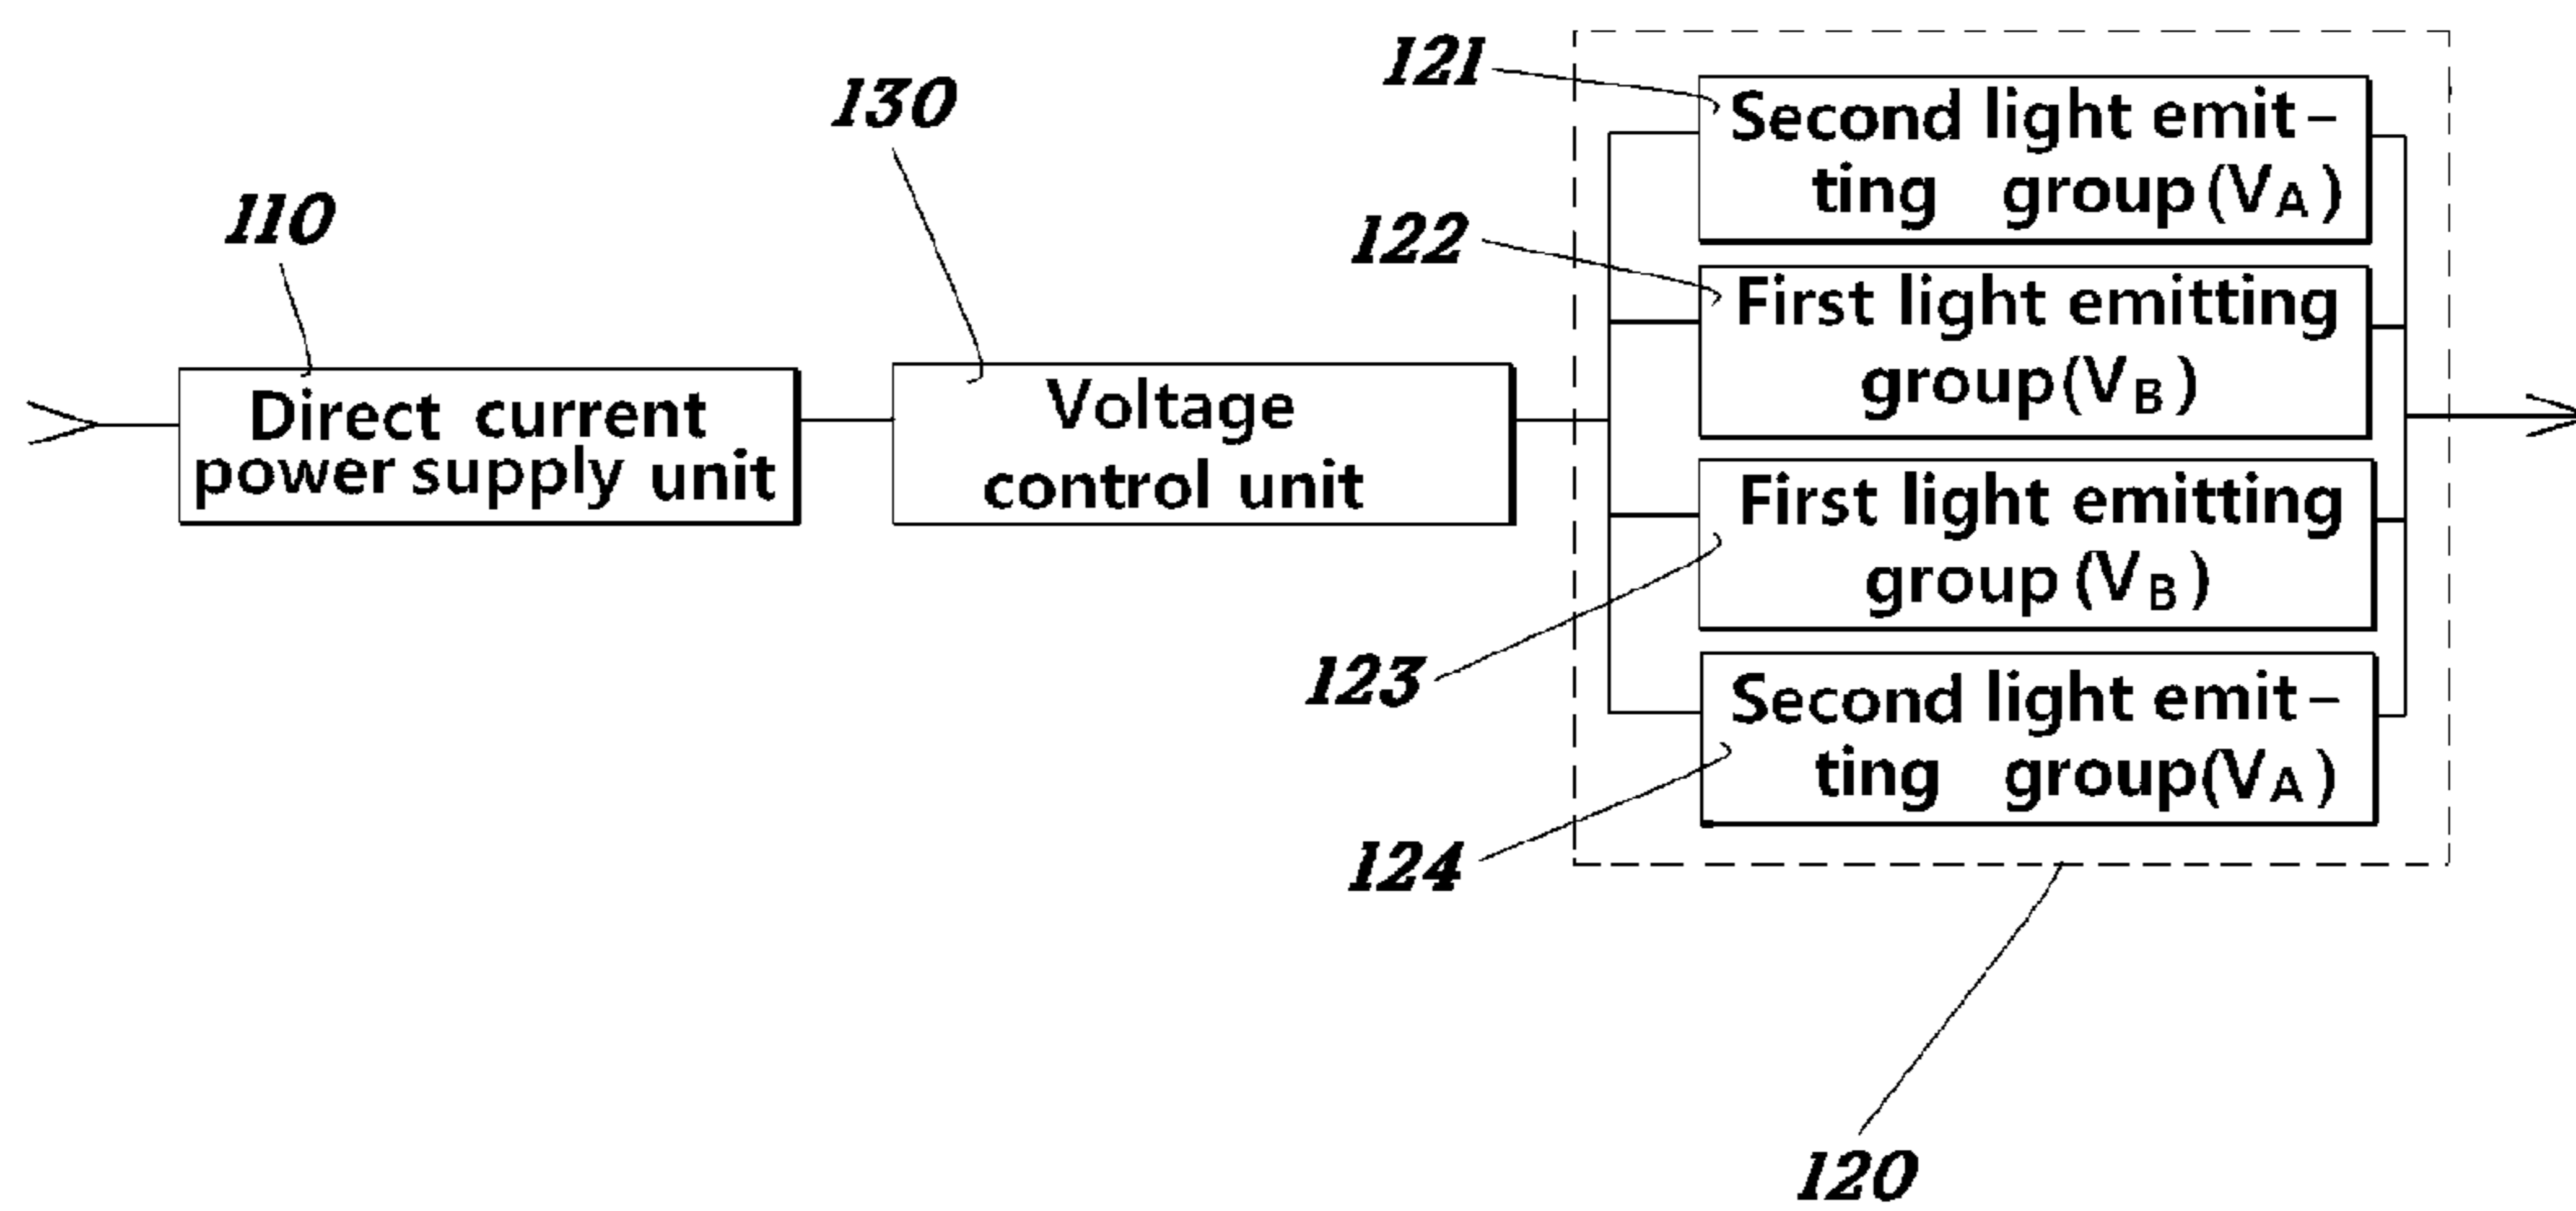 121
Second light emit-
ting group(VA)
130
110
122
First light emitting
group(VB)
Direct current
power supply unit
Voltage
control unit
First light emitting
group(VB)
123
Second light emit-
ting group(VA)
124
120